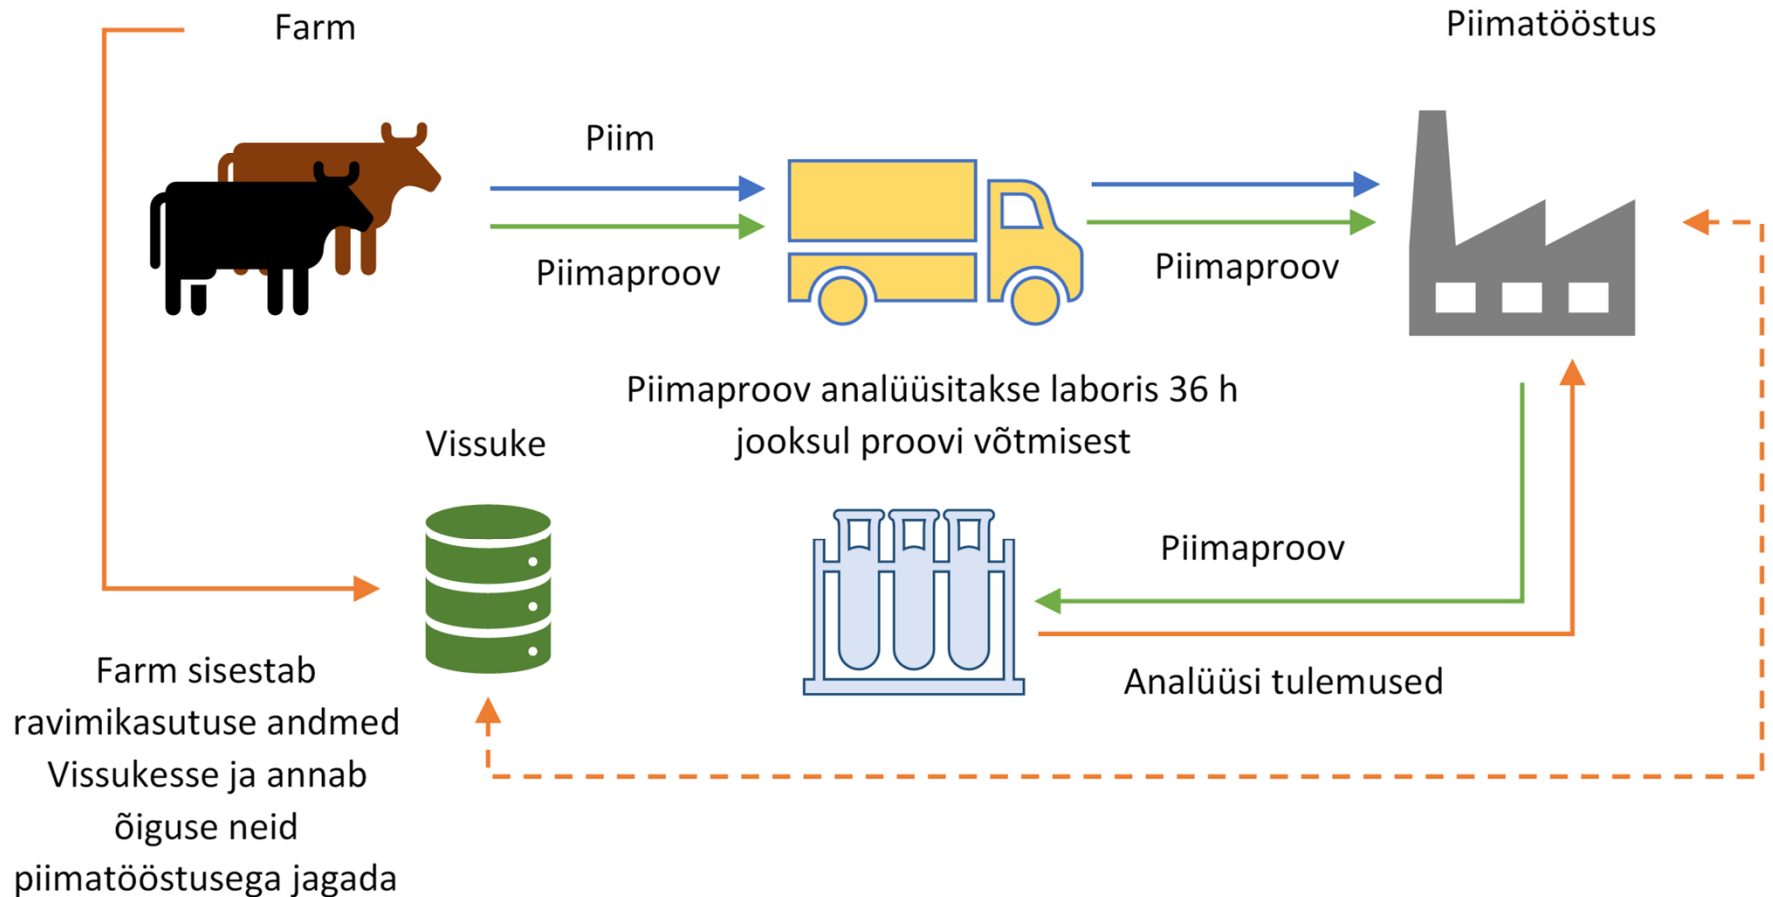 Farm
Piimatööstus
Piim
Piimaproov
Piimaproov
Piimaproov analüüsitakse laboris 36 h
jooksul proovi võtmisest
Vissuke
Piimaproov
Analüüsi tulemused
Farm sisestab
ravimikasutuse andmed
Vissukesse ja annab
õiguse neid
piimatööstusega jagada